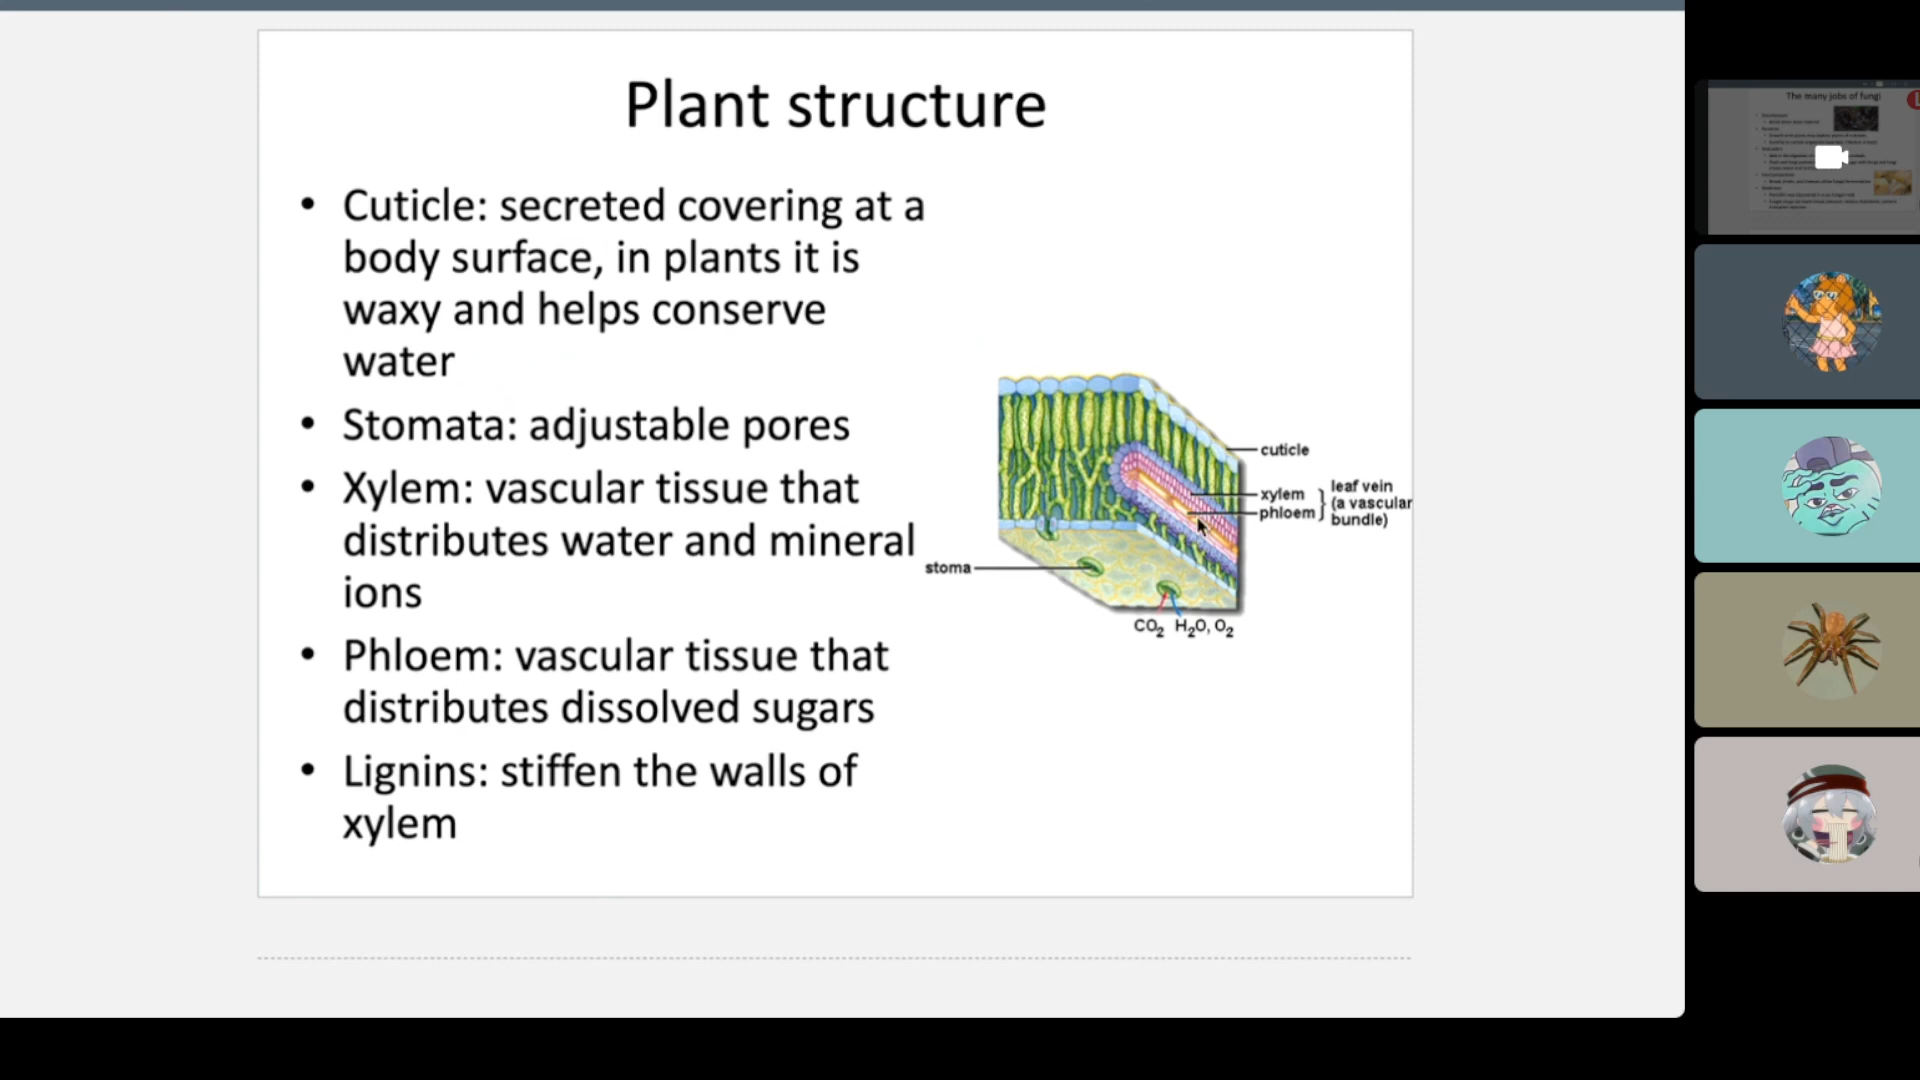 Plant structure
• Cuticle: secreted covering at a
body surface, in plants it is
waxy and helps conserve
water
• Stomata: adjustable pores
• Xylem: vascular tissue that
distributes water and mineral
ions
• Phloem: vascular tissue that
distributes dissolved sugars
• Lignins: stiffen the walls of
xylem
cuticle
xylem
phloem
leaf vein
(a vascular
bundle)
stoma
CO₂ H₂O, O₂
The many jobs of fungi